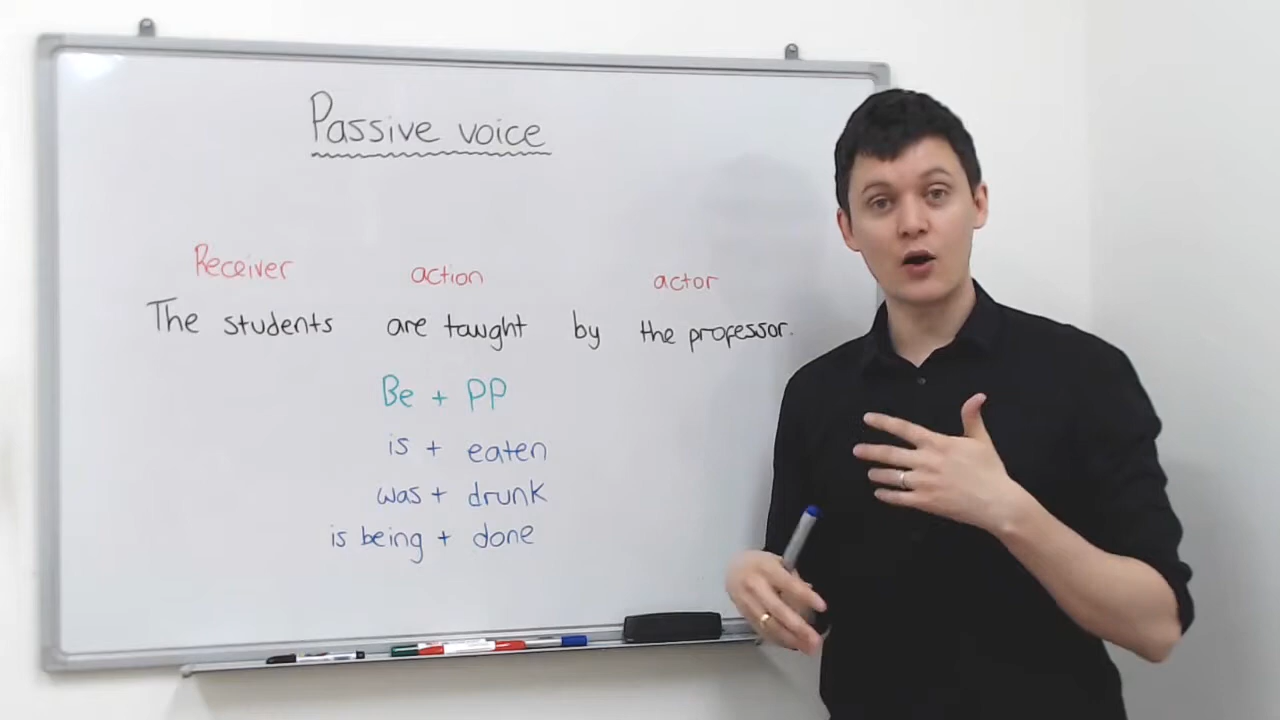 Passive voice
Receiver action actor
The students are taught by the professor.
Be + PP
is + eaten
was + drunk
is being + done